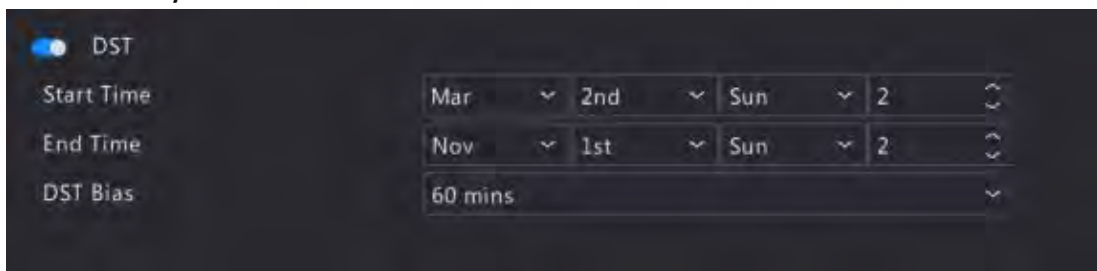 DST
Start Time Mar 2nd Sun 2
End Time Nov 1st Sun 2
DST Bias 60 mins